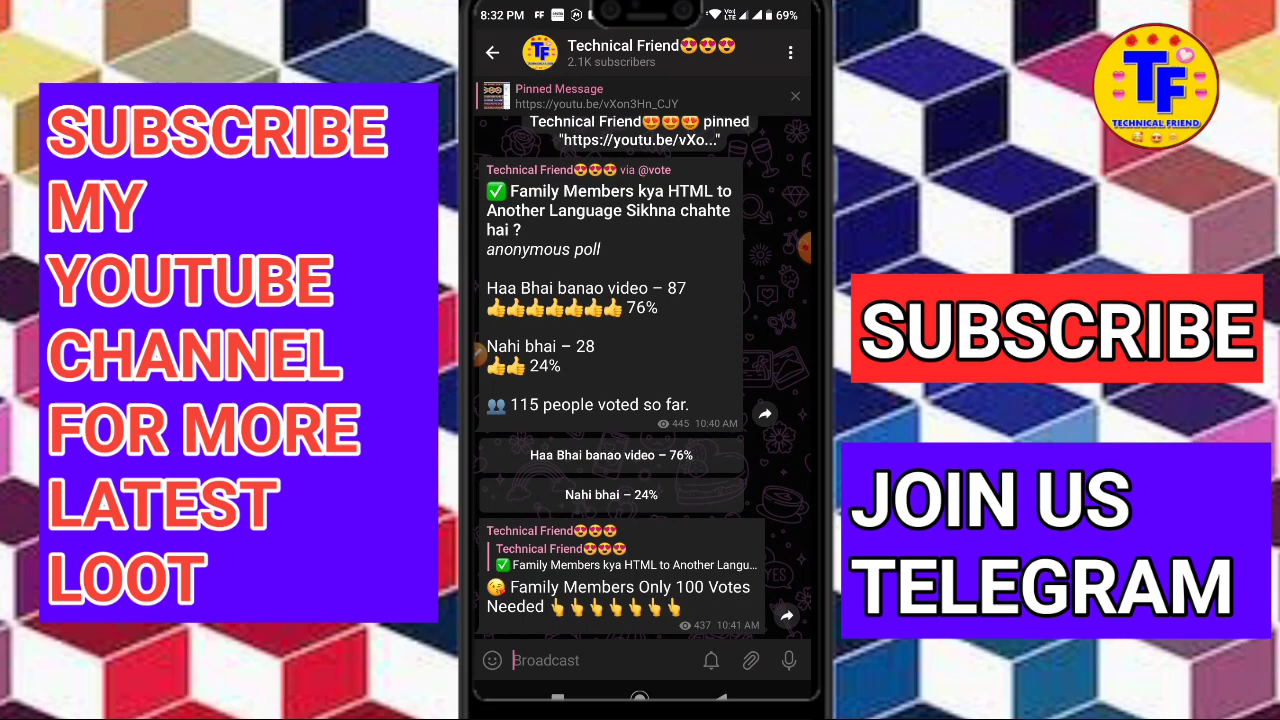 SUBSCRIBE
MY
YOUTUBE
CHANNEL
FOR MORE
LATEST
LOOT
8:32 PM FF
Vo)
LTE
69%
TF
Technical Friend😍😍😍
2.1K subscribers
Pinned Message
https://youtu.be/vXon3Hn_CJY
Technical Friend😍😍😍 pinned
"https://youtu.be/vXo..."
Technical Friend😍😍😍 via @vote
✅ Family Members kya HTML to
Another Language Sikhna chahte
hai ?
anonymous poll
Haa Bhai banao video – 87
👍👍👍👍👍👍👍 76%
Nahi bhai – 28
👍👍 24%
👥 115 people voted so far.
445 10:40 AM
Haa Bhai banao video – 76%
Nahi bhai – 24%
Technical Friend😍😍😍
Technical Friend😍😍😍
✅ Family Members kya HTML to Another Langu...
😘 Family Members Only 100 Votes
Needed 👆👆👆👆👆👆👆
437 10:41 AM
YES
Broadcast
TF
TECHNICAL FRIEND
SUBSCRIBE
JOIN US
TELEGRAM